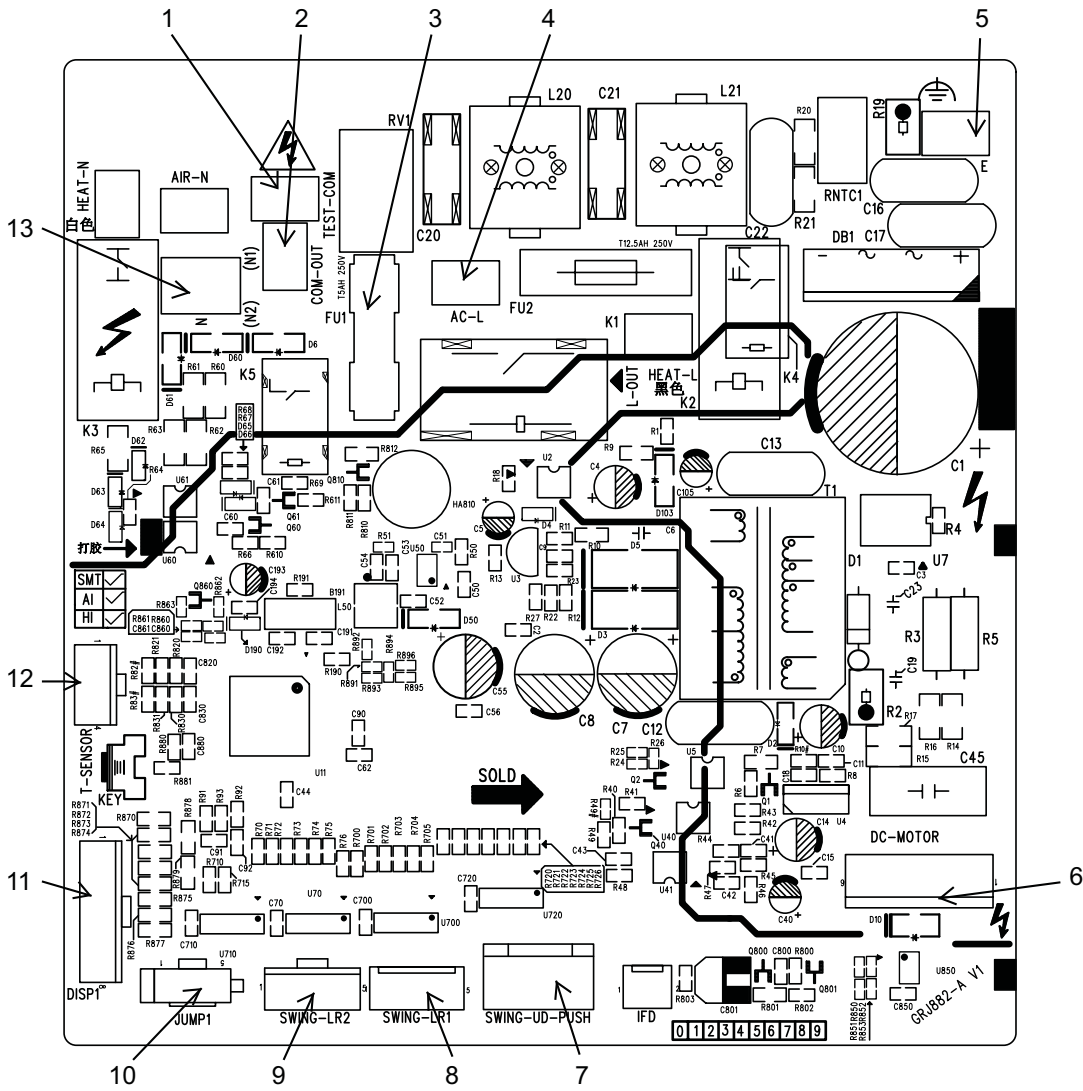 1
2
3
4
5
6
7
8
9
10
11
12
13
HEAT-N
白色
AIR-N
TEST-COM
COM-OUT
(N1)
(N2)
N
RV1
C20
L20
C21
L21
R20
R21
RNTC1
R19
E
C16
C17
DB1
C22
T5AH 250V
FU1
AC-L
FU2
T12.5AH 250V
K1
L-OUT
HEAT-L
黑色
K2
K4
C1
K3
K5
D60
D6
D61
R61
R60
R63
R62
R68
R67
D65
D66
D62
R65
R64
D63
D64
U61
U60
打胶
C61
R69
Q61
Q60
R611
C60
R66
R610
R812
Q810
R811
R810
HA810
R18
U2
R9
R1
C4
D103
C105
C13
T1
C5
D4
C6
R11
R10
D5
U3
C9
R23
R13
R27
R22
R12
D3
C2
R4
U7
D1
C3
C23
R3
R5
C19
R2
R17
R16
R14
R15
C45
SMT
AI
HI
Q860
R862
R863
R861
R860
C861
C860
C193
C194
R191
B191
L50
D190
C192
C191
R190
R51
C54
C53
U50
C51
R50
C50
C52
D50
R892
R891
R893
R894
R896
R895
C55
C56
C8
C7
C12
R821
R820
R82#
C820
R83#
R831
R830
C830
R880
C880
R881
T-SENSOR
KEY
U11
C90
C62
C44
SOLD
R25
R24
R26
Q2
U5
R7
D2
R10#
C10
C11
C18
R8
R6
Q1
U4
R43
R42
C14
C41
R45
C15
R46
C42
R47
C40
R44
U40
U41
Q40
R40
R41
R49#
R49
C43
R48
DC-MOTOR
D10
R871
R872
R873
R874
R870
R878
R879
R875
R876
R877
R91
R93
R92
C91
C92
R710
R715
R70
R71
R72
R73
R74
R75
R76
R700
R701
R702
R703
R704
R705
R720
R721
R722
R723
R724
R725
R726
C710
U710
C70
U70
C700
U700
C720
U720
DISP1
JUMP1
SWING-LR2
SWING-LR1
SWING-UD-PUSH
IFD
R803
C801
Q800
C800
R800
Q801
R801
R802
0 1 2 3 4 5 6 7 8 9
R851
R850
R853
R852
C850
U850
GRJ882-A V1